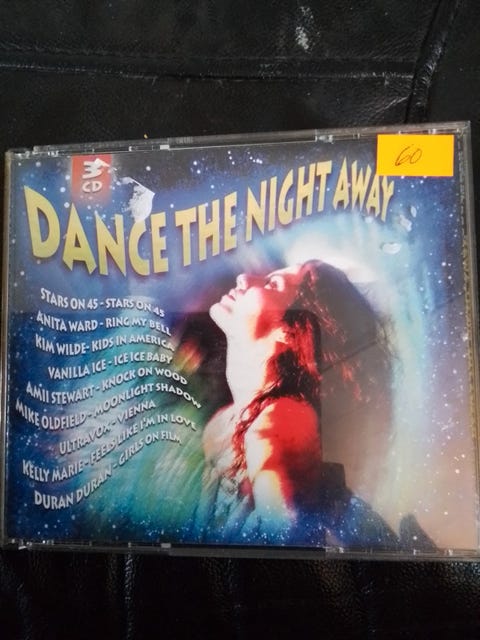 60
3
CD
DANCE THE NIGHT AWAY
STARS ON 45 - STARS ON 45
ANITA WARD - RING MY BELL
KIM WILDE - KIDS IN AMERICA
VANILLA ICE - ICE ICE BABY
AMII STEWART - KNOCK ON WOOD
MIKE OLDFIELD - MOONLIGHT SHADOW
ULTRAVOX - VIENNA
KELLY MARIE - FEELS LIKE I'M IN LOVE
DURAN DURAN - GIRLS ON FILM